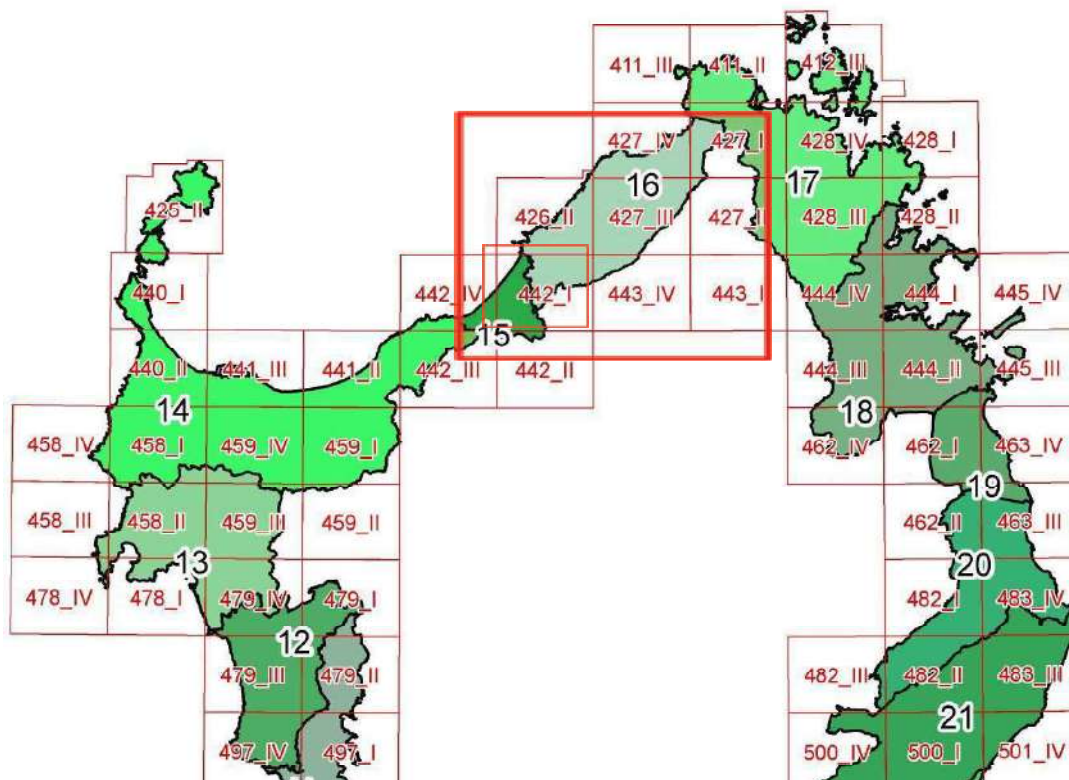 411_III 411_II 412_III
427_IV 427_I 428_IV 428_I
16 17
425_II 426_II 427_III 427_II 428_III 428_II
440_I 442_IV 442_I 443_IV 443_I 444_IV 444_I 445_IV
15
440_II 441_III 441_II 442_III 442_II 444_III 444_II 445_III
14 18
458_IV 458_I 459_IV 459_I 462_IV 462_I 463_IV
19
458_III 458_II 459_III 459_II 462_II 463_III
13 20
478_IV 478_I 479_IV 479_I 482_I 483_IV
12
479_III 479_II 482_III 482_II 483_III
21
497_IV 497_I 500_IV 500_I 501_IV